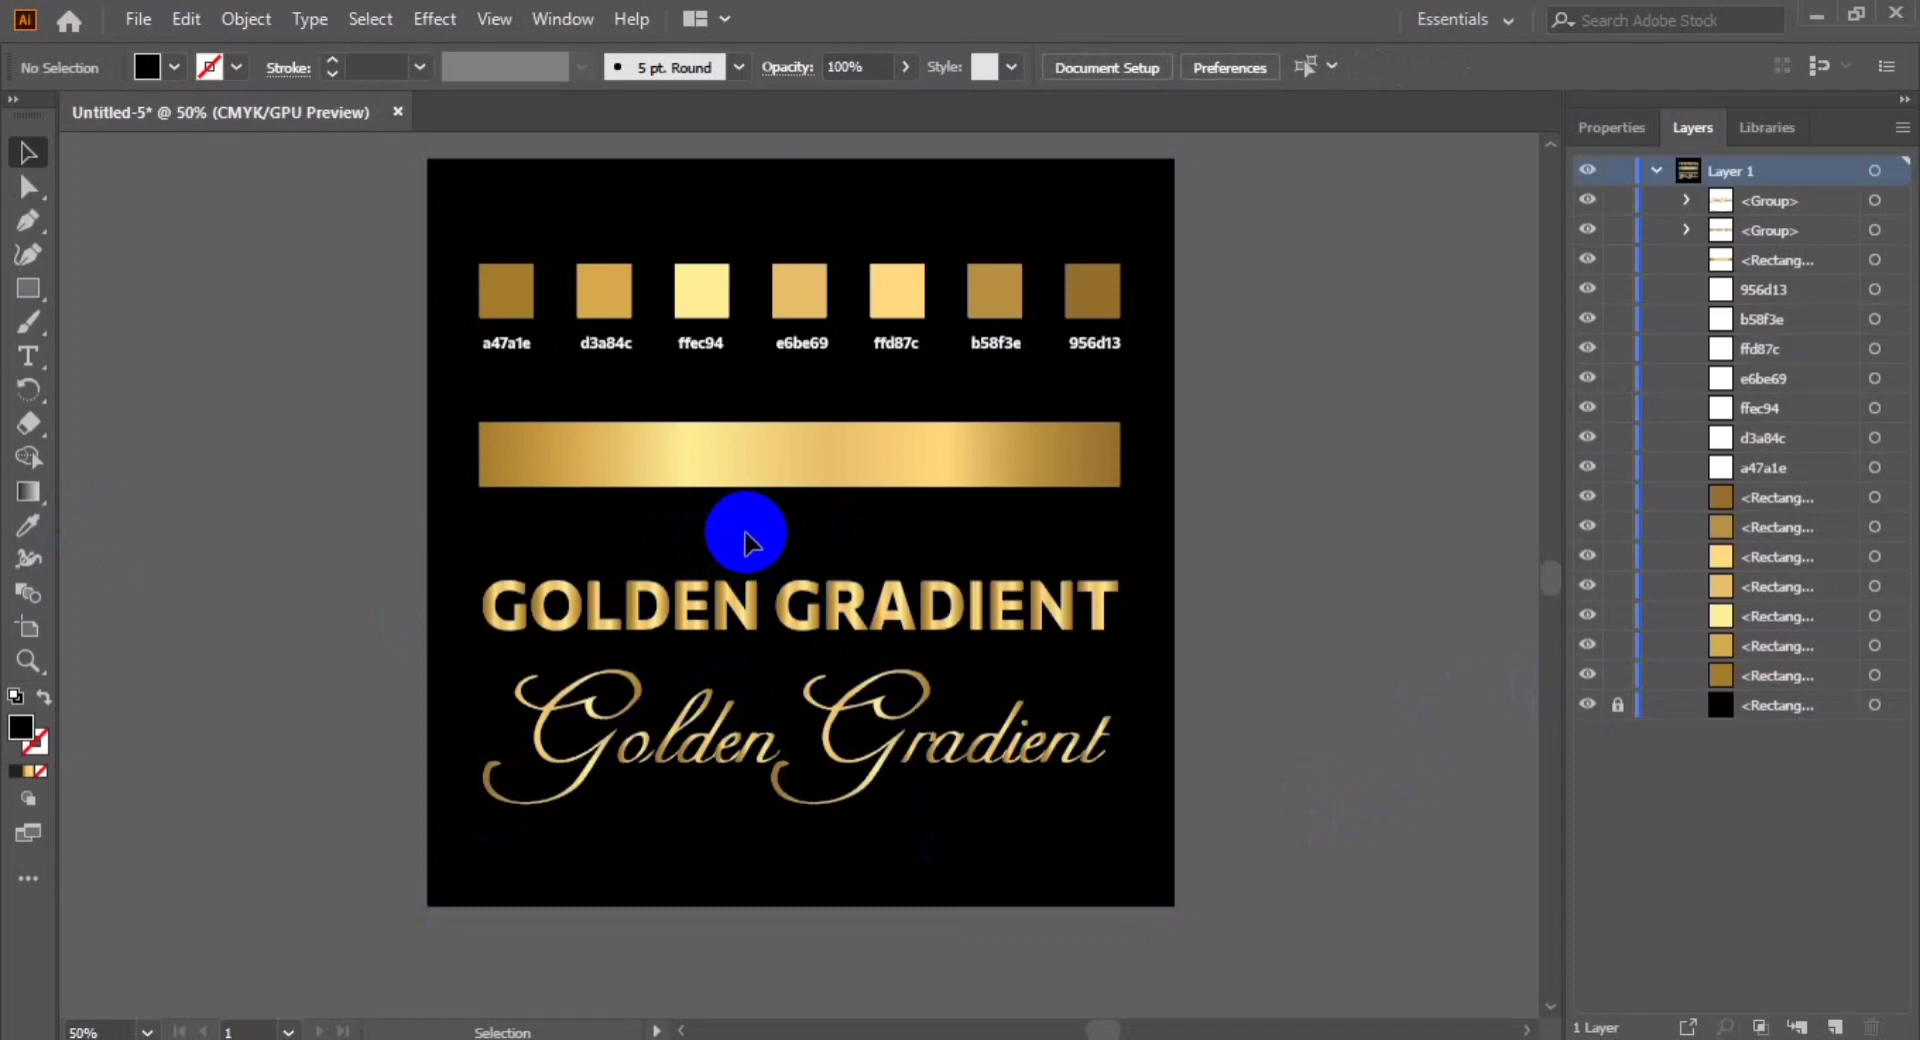 Ai File Edit Object Type Select Effect View Window Help Essentials Search Adobe Stock
No Selection Stroke: 5 pt. Round Opacity: 100% Style: Document Setup Preferences
Untitled-5* @ 50% (CMYK/GPU Preview) Properties Layers Libraries
Layer 1
<Group>
<Group>
<Rectang...
956d13
b58f3e
ffd87c
e6be69
ffec94
d3a84c
a47a1e
<Rectang...
<Rectang...
<Rectang...
<Rectang...
<Rectang...
<Rectang...
<Rectang...
<Rectang...
a47a1e d3a84c ffec94 e6be69 ffd87c b58f3e 956d13
GOLDEN GRADIENT
Golden Gradient
50% 1 Selection 1 Layer